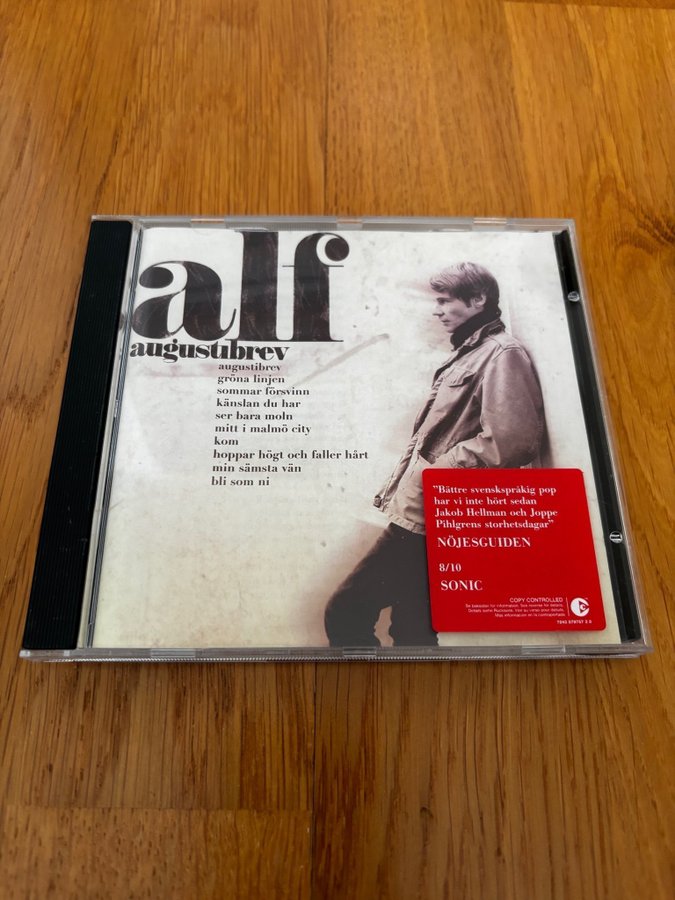 alf
augustibrev
augustibrev
gröna linjen
sommar försvinn
känslan du har
ser bara moln
mitt i malmö city
kom
hoppar högt och faller hårt
min sämsta vän
bli som ni
"Bättre svenskspråkig pop
har vi inte hört sedan
Jakob Hellman och Joppe
Pihlgrens storhetsdagar"
NÖJESGUIDEN
8/10
SONIC
COPY CONTROLLED